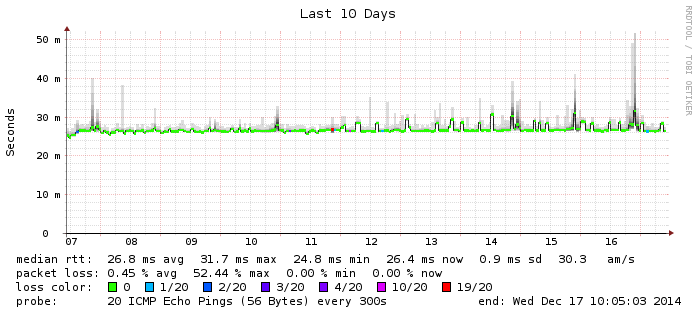 Last 10 Days
RRDTOOL / TOBI OETIKER
Seconds
50 m
40 m
30 m
20 m
10 m
0
07 08 09 10 11 12 13 14 15 16
median rtt: 26.8 ms avg 31.7 ms max 24.8 ms min 26.4 ms now 0.9 ms sd 30.3 am/s
packet loss: 0.45 % avg 52.44 % max 0.00 % min 0.00 % now
loss color: 0 1/20 2/20 3/20 4/20 10/20 19/20
probe: 20 ICMP Echo Pings (56 Bytes) every 300s end: Wed Dec 17 10:05:03 2014